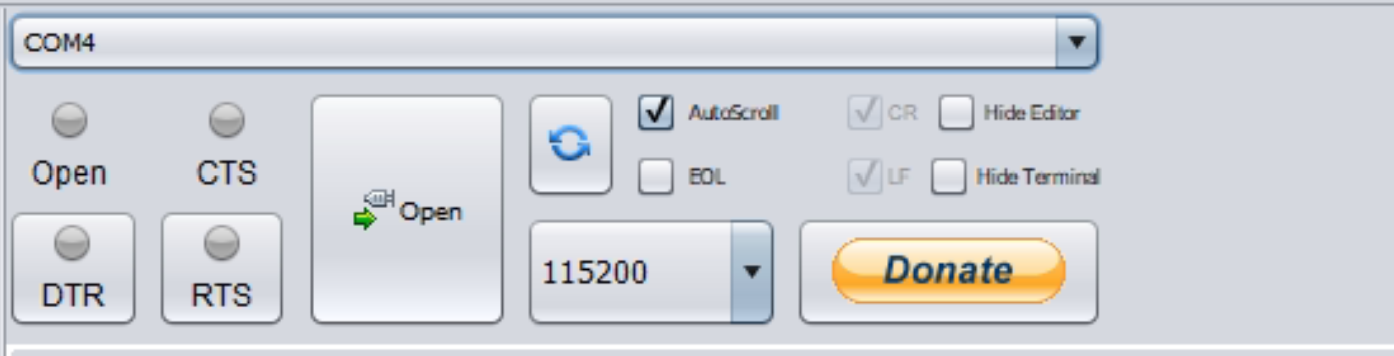 COM4
AutoScroll CR Hide Editor
Open CTS EOL LF Hide Terminal
Open
DTR RTS 115200 Donate